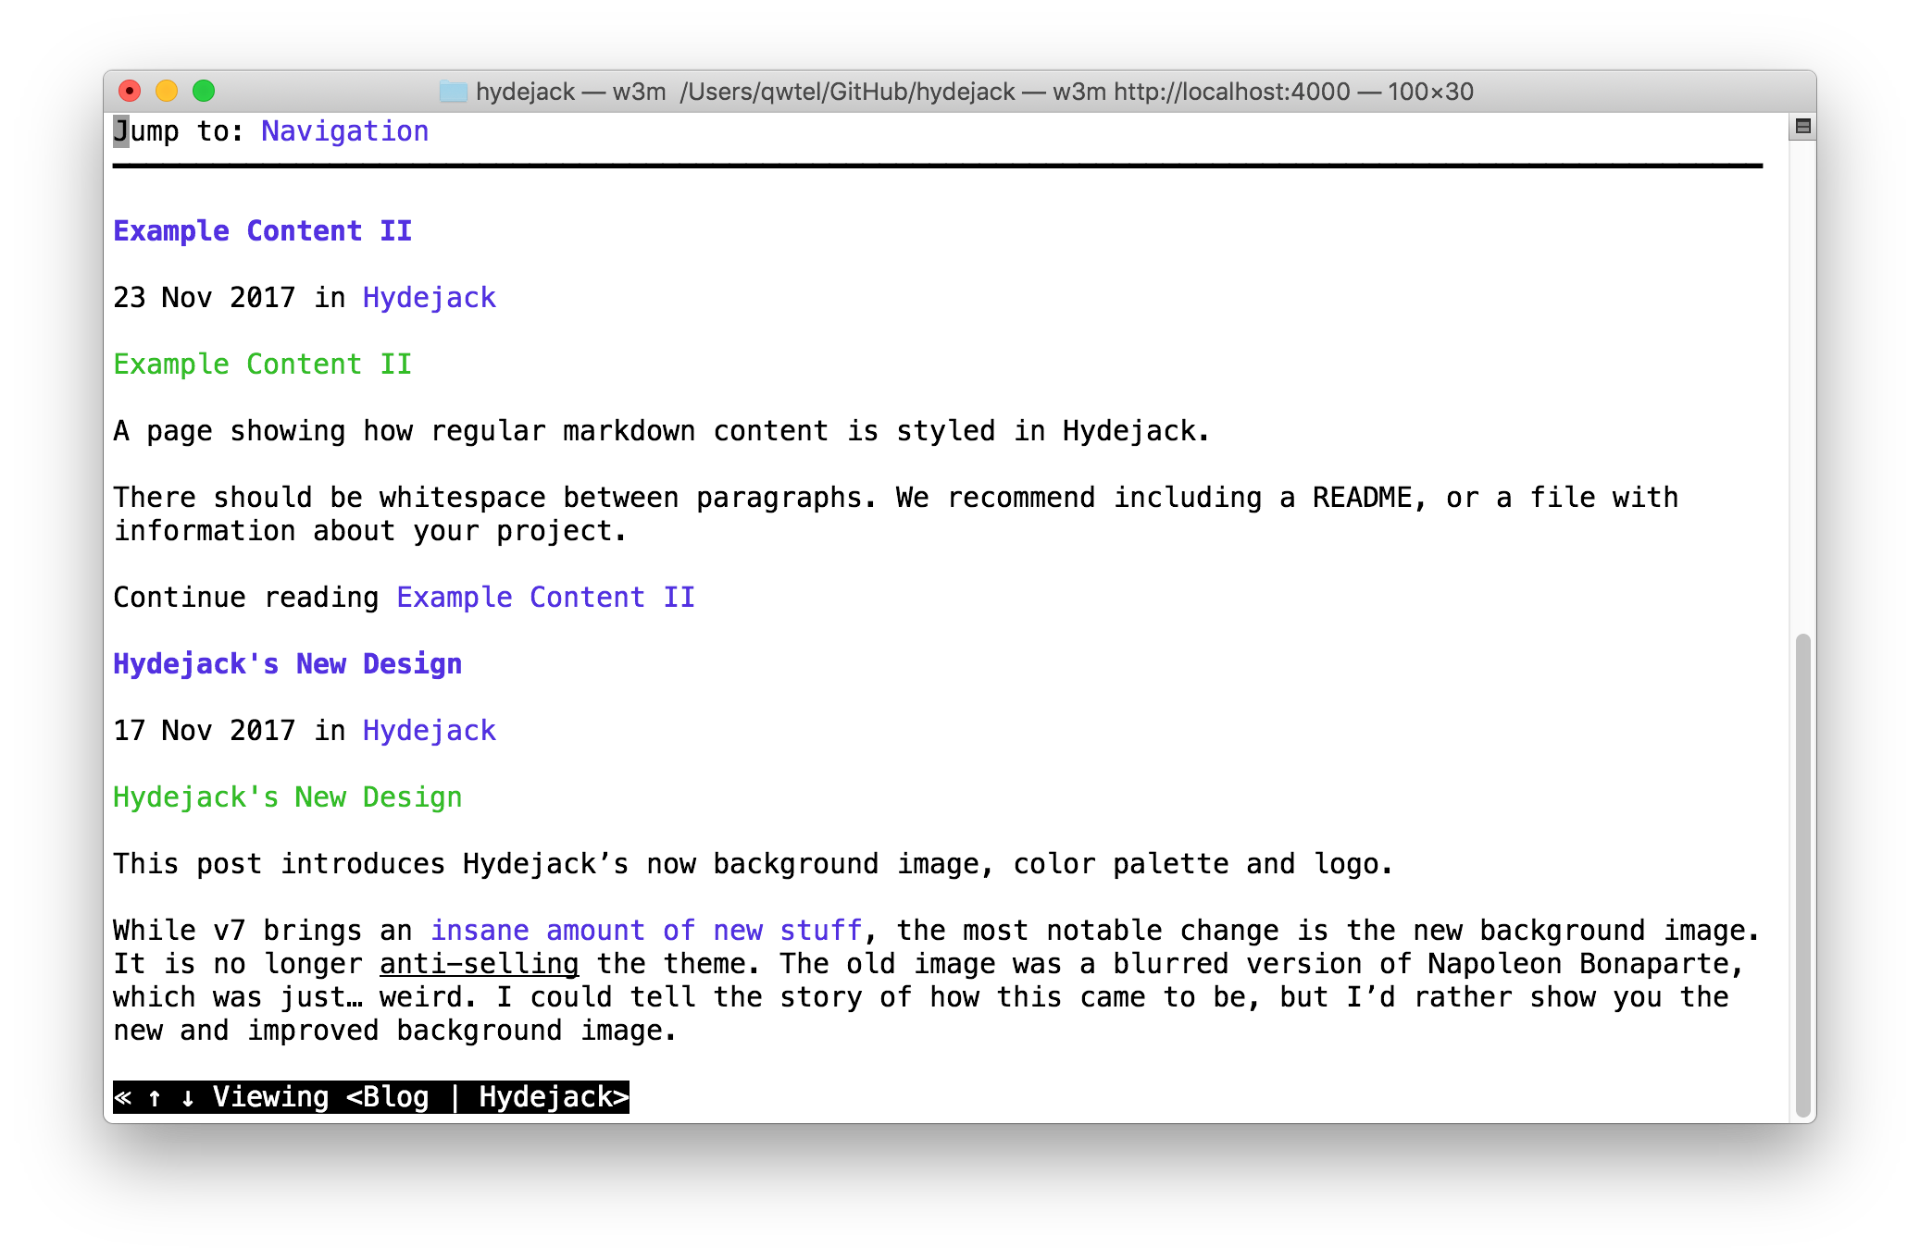 hydejack — w3m /Users/qwtel/GitHub/hydejack — w3m http://localhost:4000 — 100×30
Jump to: Navigation
Example Content II
23 Nov 2017 in Hydejack
Example Content II
A page showing how regular markdown content is styled in Hydejack.
There should be whitespace between paragraphs. We recommend including a README, or a file with
information about your project.
Continue reading Example Content II
Hydejack's New Design
17 Nov 2017 in Hydejack
Hydejack's New Design
This post introduces Hydejack’s now background image, color palette and logo.
While v7 brings an insane amount of new stuff, the most notable change is the new background image.
It is no longer anti-selling the theme. The old image was a blurred version of Napoleon Bonaparte,
which was just… weird. I could tell the story of how this came to be, but I’d rather show you the
new and improved background image.
« ↑ ↓ Viewing <Blog | Hydejack>